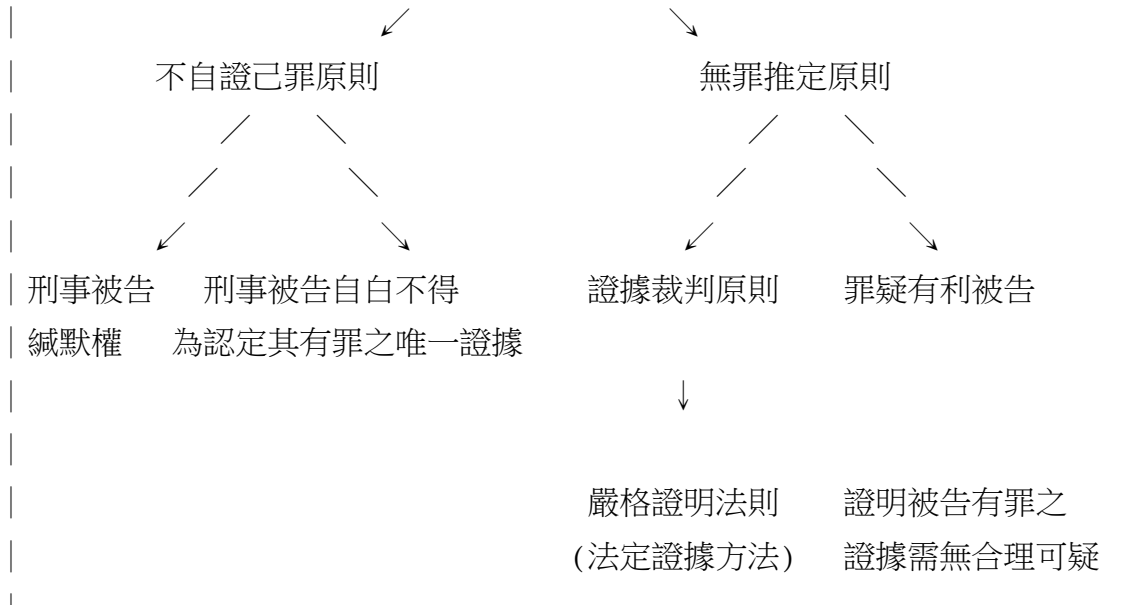 不自證己罪原則 無罪推定原則
刑事被告 刑事被告自白不得 證據裁判原則 罪疑有利被告
緘默權 為認定其有罪之唯一證據
嚴格證明法則 證明被告有罪之
(法定證據方法) 證據需無合理可疑